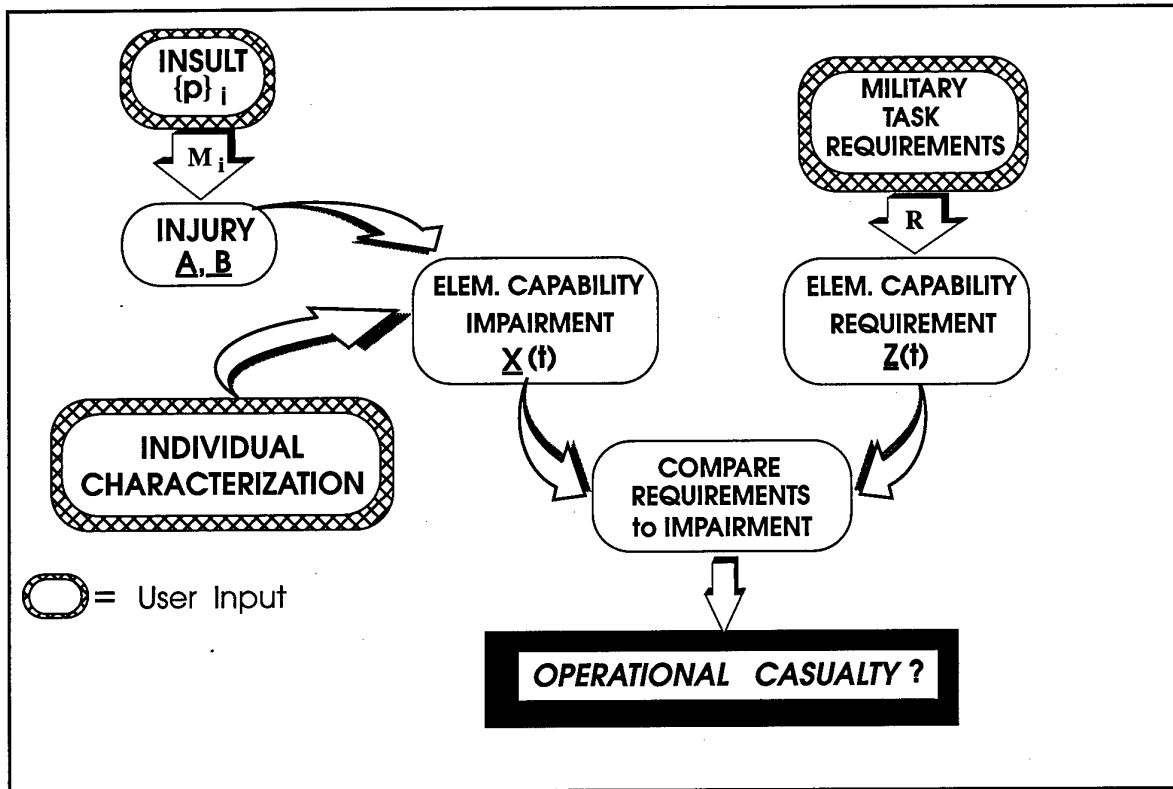 INSULT
{p} i
M i
INJURY
A, B
INDIVIDUAL
CHARACTERIZATION
ELEM. CAPABILITY
IMPAIRMENT
X (t)
MILITARY
TASK
REQUIREMENTS
R
ELEM. CAPABILITY
REQUIREMENT
Z(t)
COMPARE
REQUIREMENTS
to IMPAIRMENT
= User Input
OPERATIONAL CASUALTY ?